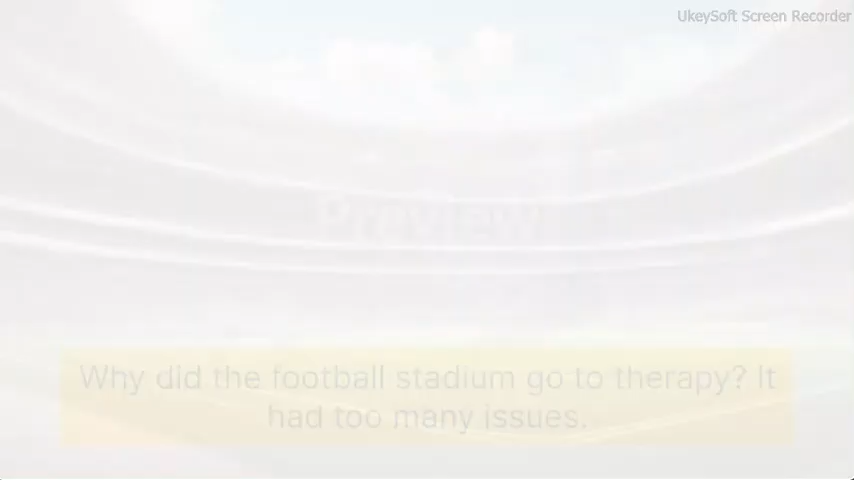 UkeySoft Screen Recorder
Preview
Why did the football stadium go to therapy? It
had too many issues.